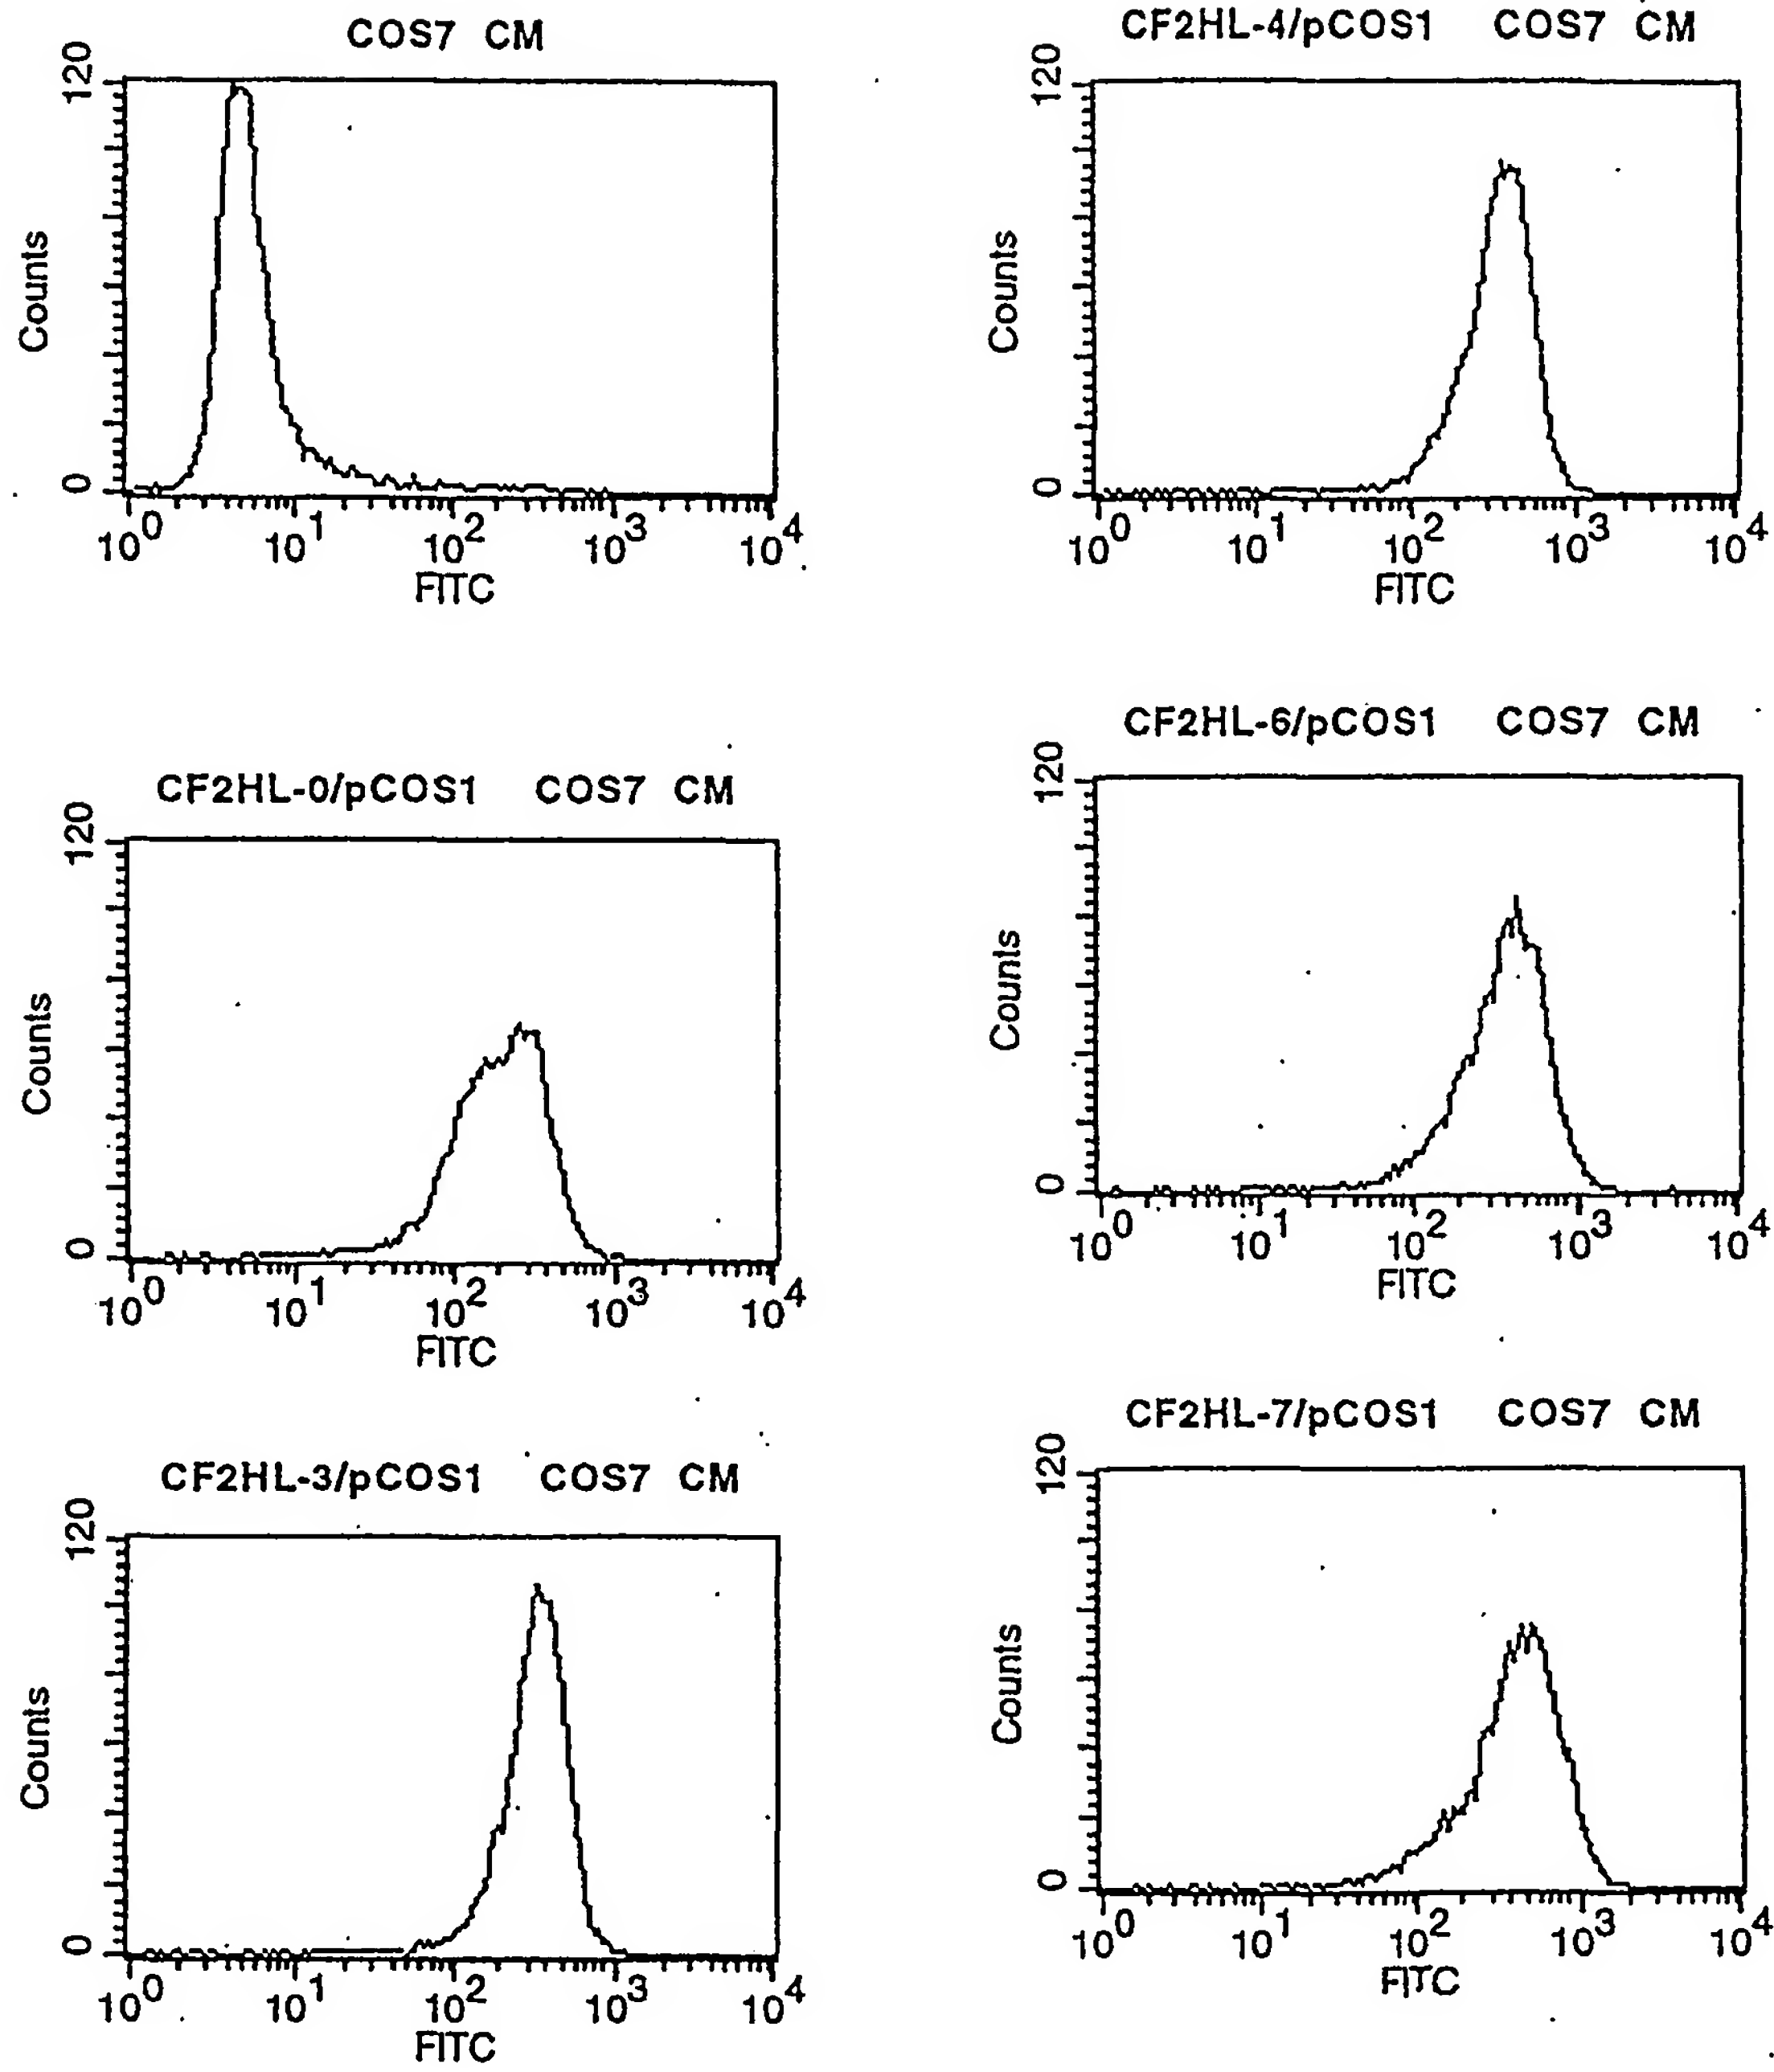 COS7 CM
120
Counts
0
10^0 10^1 10^2 10^3 10^4
FITC
CF2HL-0/pCOS1 COS7 CM
120
Counts
0
10^0 10^1 10^2 10^3 10^4
FITC
CF2HL-3/pCOS1 COS7 CM
120
Counts
0
10^0 10^1 10^2 10^3 10^4
FITC
CF2HL-4/pCOS1 COS7 CM
120
Counts
0
10^0 10^1 10^2 10^3 10^4
FITC
CF2HL-6/pCOS1 COS7 CM
120
Counts
0
10^0 10^1 10^2 10^3 10^4
FITC
CF2HL-7/pCOS1 COS7 CM
120
Counts
0
10^0 10^1 10^2 10^3 10^4
FITC